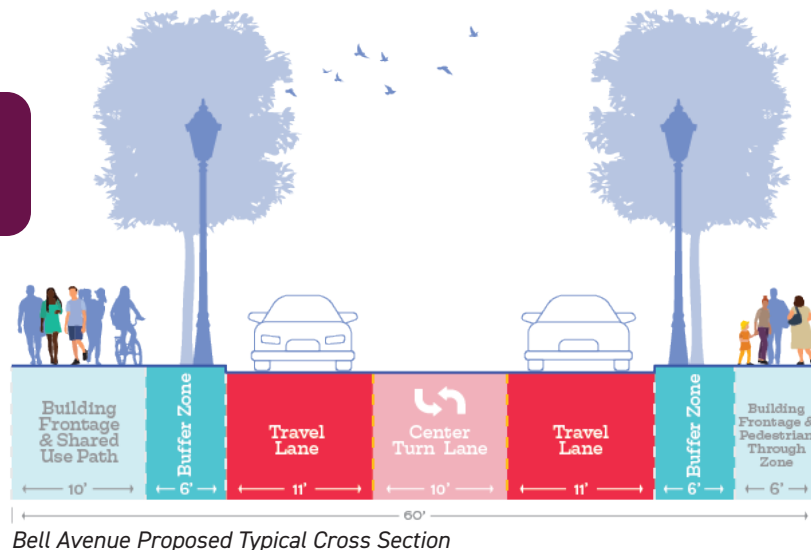 Building
Frontage
& Shared
Use Path
10'
Buffer Zone
6'
Travel
Lane
11'
Center
Turn Lane
10'
Travel
Lane
11'
Buffer Zone
6'
Building
Frontage &
Pedestrian
Through
Zone
6'
60'
Bell Avenue Proposed Typical Cross Section